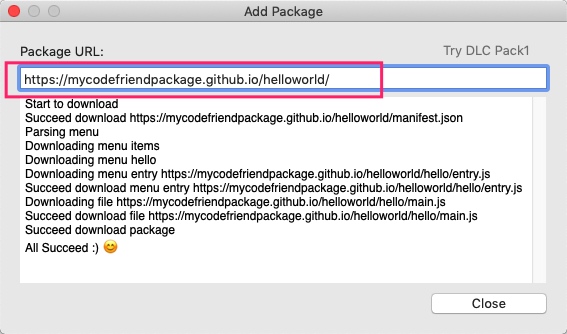 Add Package
Package URL:
Try DLC Pack1
https://mycodefriendpackage.github.io/helloworld/
Start to download
Succeed download https://mycodefriendpackage.github.io/helloworld/manifest.json
Parsing menu
Downloading menu items
Downloading menu hello
Downloading menu entry https://mycodefriendpackage.github.io/helloworld/hello/entry.js
Succeed download menu entry https://mycodefriendpackage.github.io/helloworld/hello/entry.js
Downloading file https://mycodefriendpackage.github.io/helloworld/hello/main.js
Succeed download file https://mycodefriendpackage.github.io/helloworld/hello/main.js
Succeed download package
All Succeed :) 😊
Close